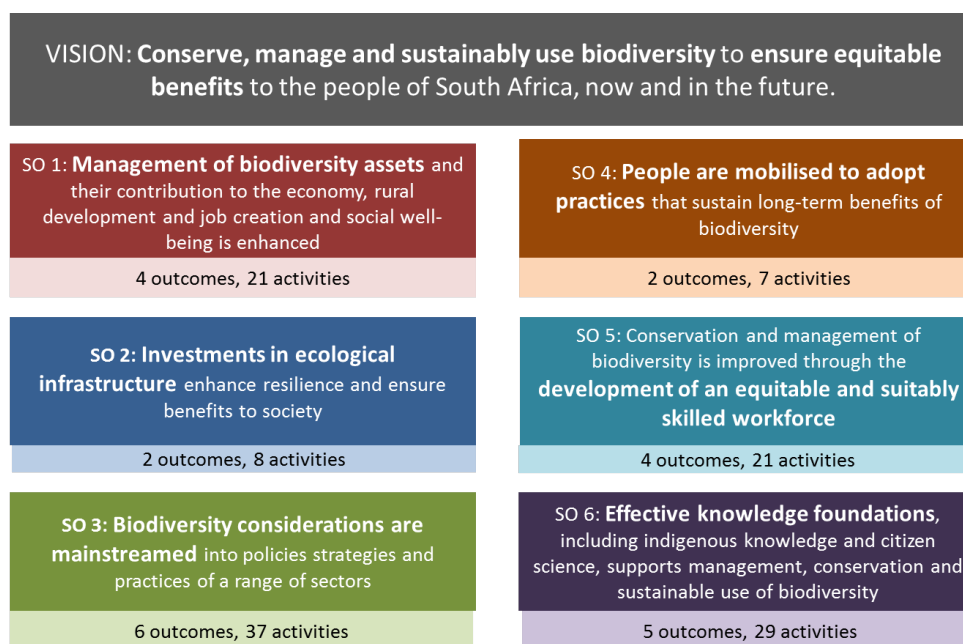 VISION: Conserve, manage and sustainably use biodiversity to ensure equitable
benefits to the people of South Africa, now and in the future.
SO 1: Management of biodiversity assets and
their contribution to the economy, rural
development and job creation and social well-
being is enhanced
4 outcomes, 21 activities
SO 2: Investments in ecological
infrastructure enhance resilience and ensure
benefits to society
2 outcomes, 8 activities
SO 3: Biodiversity considerations are
mainstreamed into policies strategies and
practices of a range of sectors
6 outcomes, 37 activities
SO 4: People are mobilised to adopt
practices that sustain long-term benefits of
biodiversity
2 outcomes, 7 activities
SO 5: Conservation and management of
biodiversity is improved through the
development of an equitable and suitably
skilled workforce
4 outcomes, 21 activities
SO 6: Effective knowledge foundations,
including indigenous knowledge and citizen
science, supports management, conservation and
sustainable use of biodiversity
5 outcomes, 29 activities